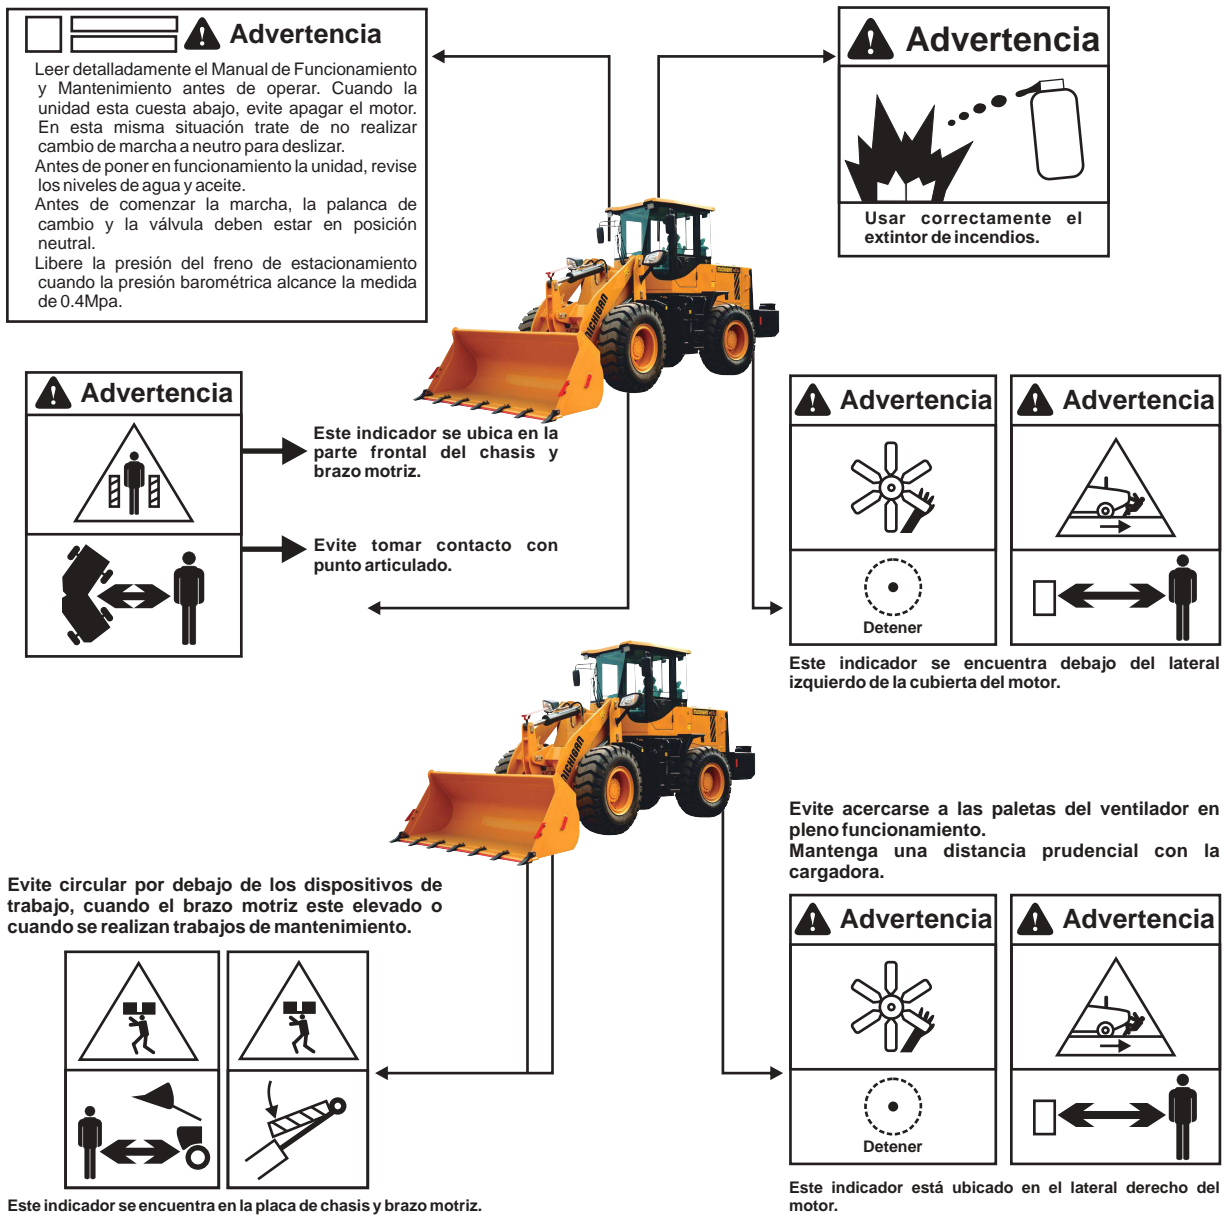 Advertencia
Leer detalladamente el Manual de Funcionamiento
y Mantenimiento antes de operar. Cuando la
unidad esta cuesta abajo, evite apagar el motor.
En esta misma situación trate de no realizar
cambio de marcha a neutro para deslizar.
Antes de poner en funcionamiento la unidad, revise
los niveles de agua y aceite.
Antes de comenzar la marcha, la palanca de
cambio y la válvula deben estar en posición
neutral.
Libere la presión del freno de estacionamiento
cuando la presión barométrica alcance la medida
de 0.4Mpa.
Advertencia
Usar correctamente el
extintor de incendios.
MICHIGAN
Advertencia
Este indicador se ubica en la
parte frontal del chasis y
brazo motriz.
Evite tomar contacto con
punto articulado.
Advertencia
Detener
Advertencia
Este indicador se encuentra debajo del lateral
izquierdo de la cubierta del motor.
MICHIGAN
Evite acercarse a las paletas del ventilador en
pleno funcionamiento.
Mantenga una distancia prudencial con la
cargadora.
Evite circular por debajo de los dispositivos de
trabajo, cuando el brazo motriz este elevado o
cuando se realizan trabajos de mantenimiento.
Este indicador se encuentra en la placa de chasis y brazo motriz.
Advertencia
Detener
Advertencia
Este indicador está ubicado en el lateral derecho del
motor.